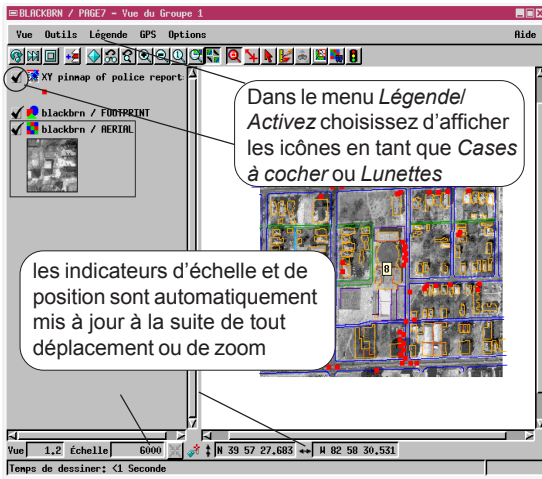 BLACKBRN / PAGE7 - Vue du Groupe 1
Vue Outils Légende GPS Options Aide
XY pinmap of police report
blackbrn / FOOTPRINT
blackbrn / AERIAL
Dans le menu Légende/
Activez choisissez d’afficher
les icônes en tant que Cases
à cocher ou Lunettes
8
les indicateurs d’échelle et de
position sont automatiquement
mis à jour à la suite de tout
déplacement ou de zoom
Vue 1.2 Échelle 6000 N 39 57 27.683 W 82 58 30.531
Temps de dessiner: <1 Seconde